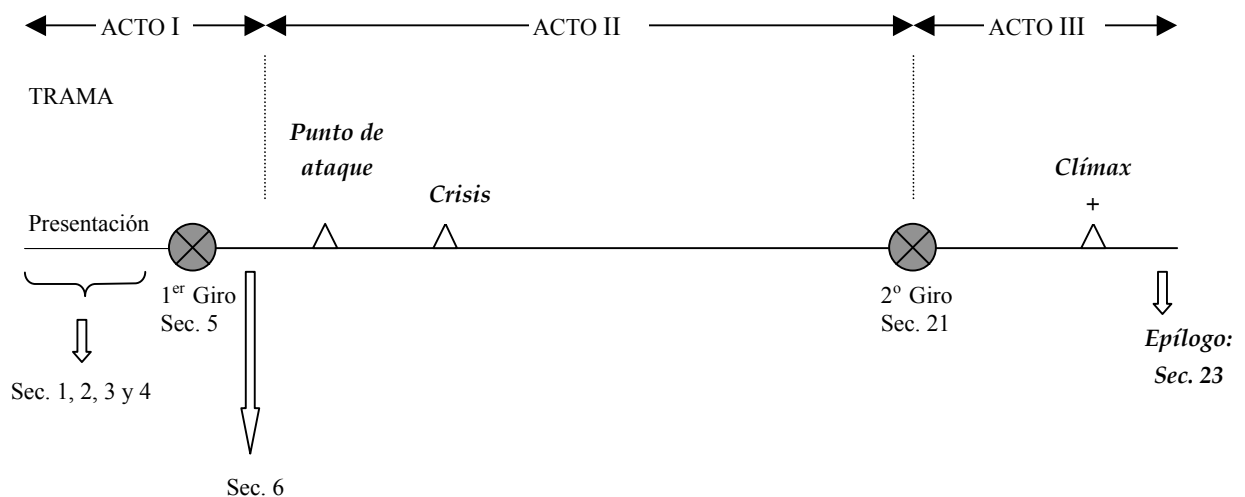 ACTO I
ACTO II
ACTO III
TRAMA
Punto de
ataque
Crisis
Clímax
+
Presentación
1er Giro
Sec. 5
2º Giro
Sec. 21
Epílogo:
Sec. 23
Sec. 1, 2, 3 y 4
Sec. 6